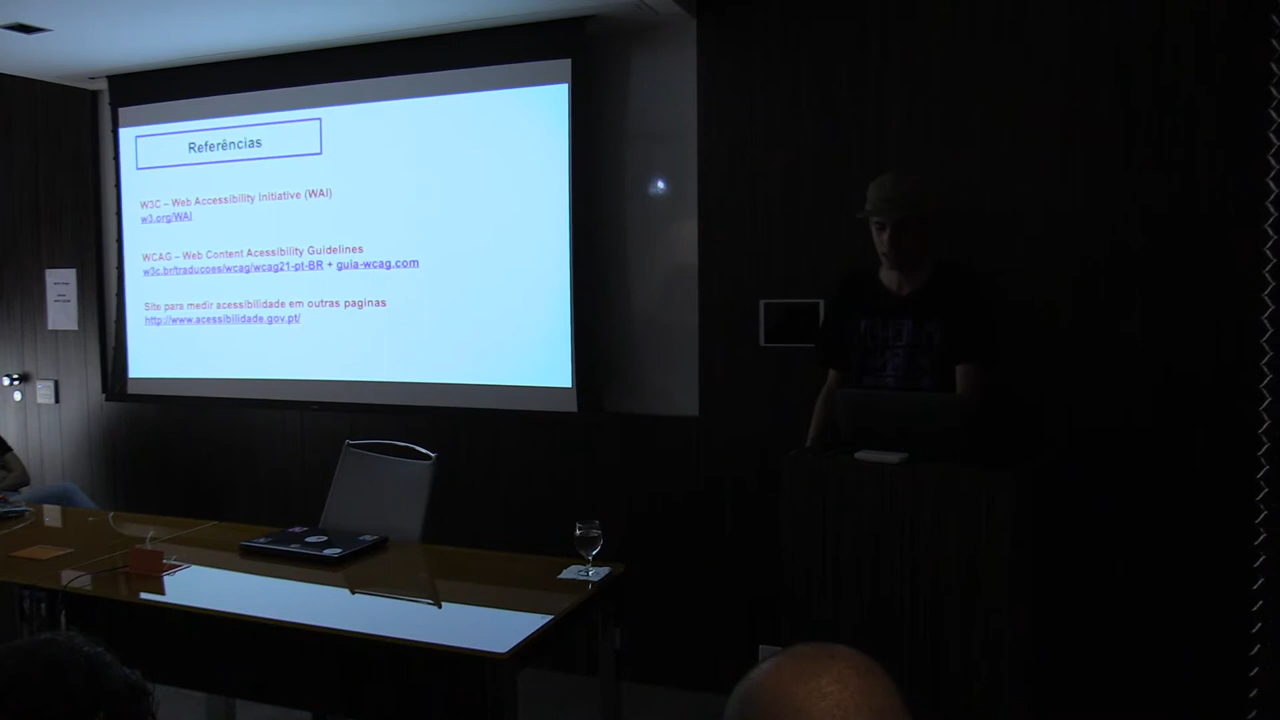 Referências
W3C – Web Accessibility Initiative (WAI)
w3.org/WAI
WCAG – Web Content Acessibility Guidelines
w3c.br/traducoes/wcag/wcag21-pt-BR + guia-wcag.com
Site para medir acessibilidade em outras paginas
http://www.acessibilidade.gov.pt/